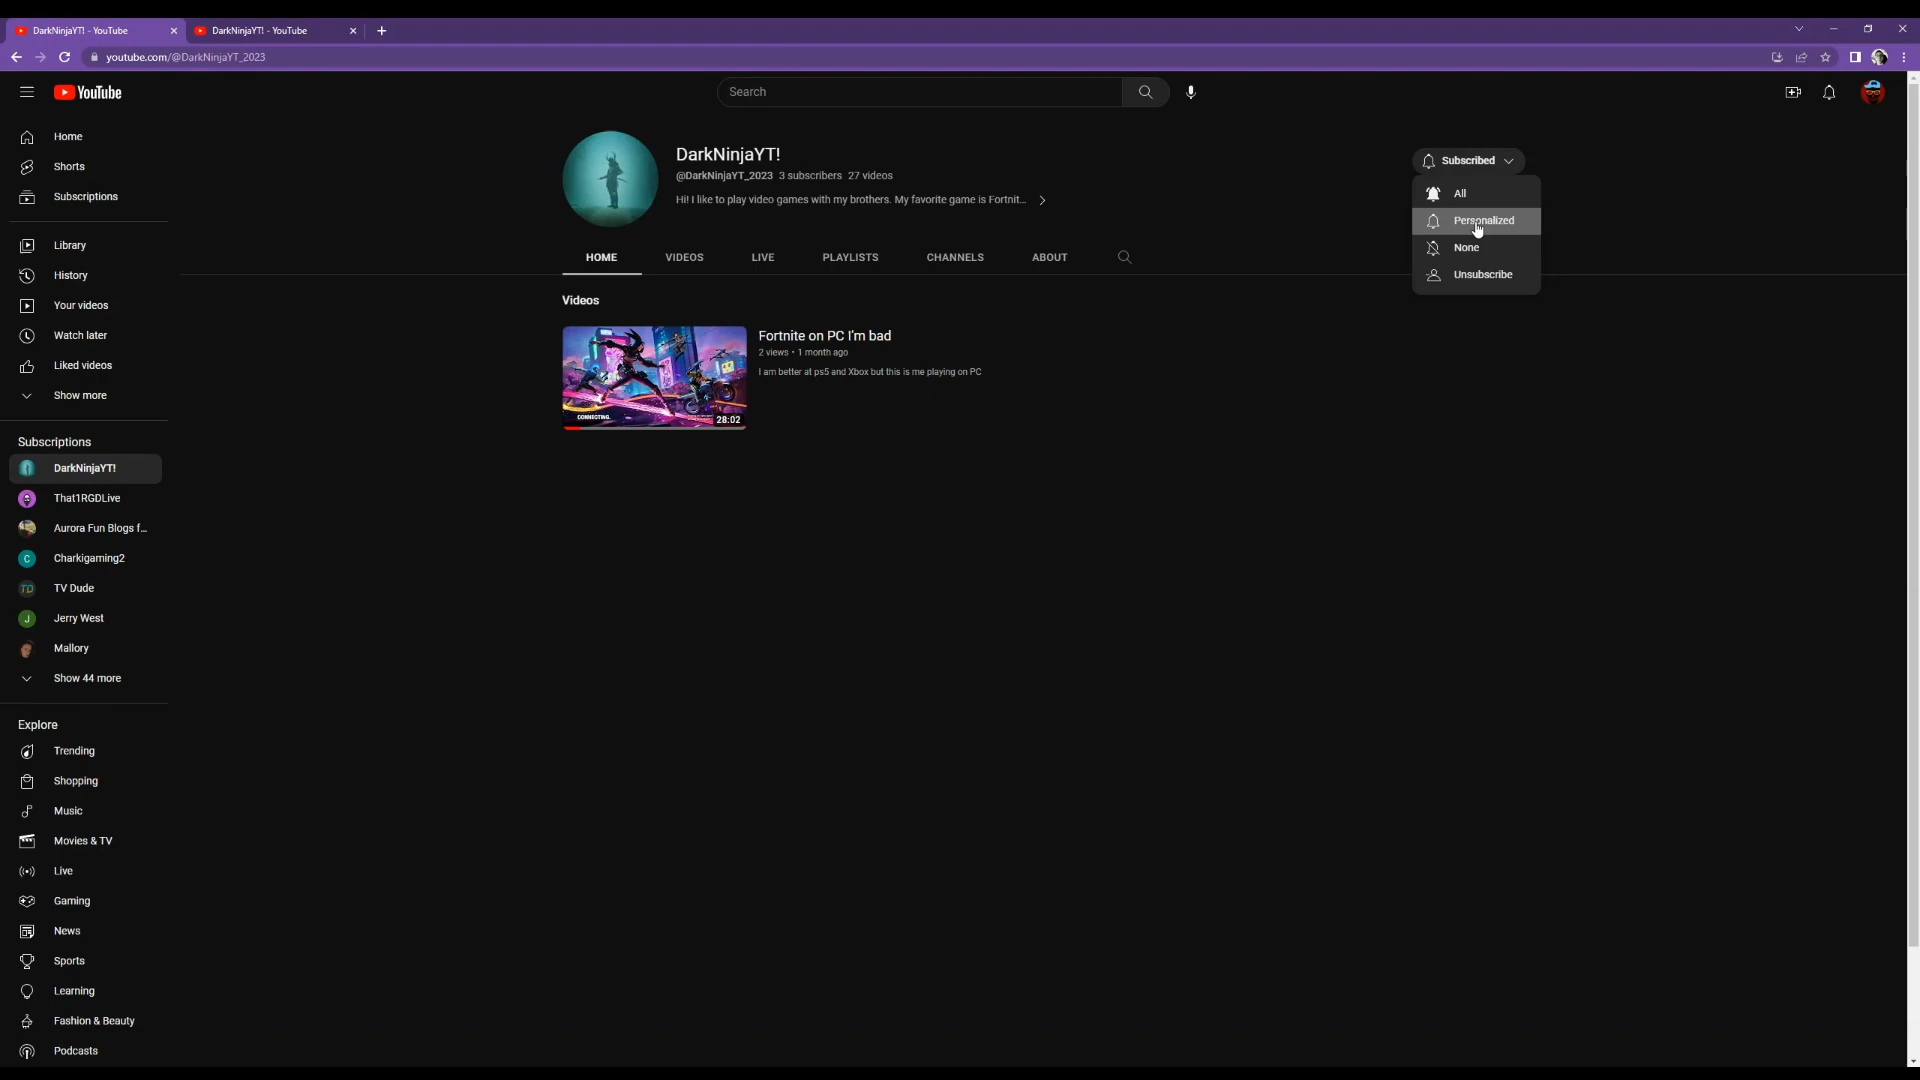 DarkNinjaYT! - YouTube
DarkNinjaYT! - YouTube
youtube.com/@DarkNinjaYT_2023
YouTube
Search
Home
Shorts
Subscriptions
Library
History
Your videos
Watch later
Liked videos
Show more
Subscriptions
DarkNinjaYT!
That1RGDLive
Aurora Fun Blogs f...
C
Charkigaming2
TD
TV Dude
J
Jerry West
Mallory
Show 44 more
Explore
Trending
Shopping
Music
Movies & TV
Live
Gaming
News
Sports
Learning
Fashion & Beauty
Podcasts
DarkNinjaYT!
@DarkNinjaYT_2023 3 subscribers 27 videos
Hi! I like to play video games with my brothers. My favorite game is Fortnit...
Subscribed
All
Personalized
None
Unsubscribe
HOME VIDEOS LIVE PLAYLISTS CHANNELS ABOUT
Videos
CONNECTING..
28:02
Fortnite on PC I'm bad
2 views • 1 month ago
I am better at ps5 and Xbox but this is me playing on PC